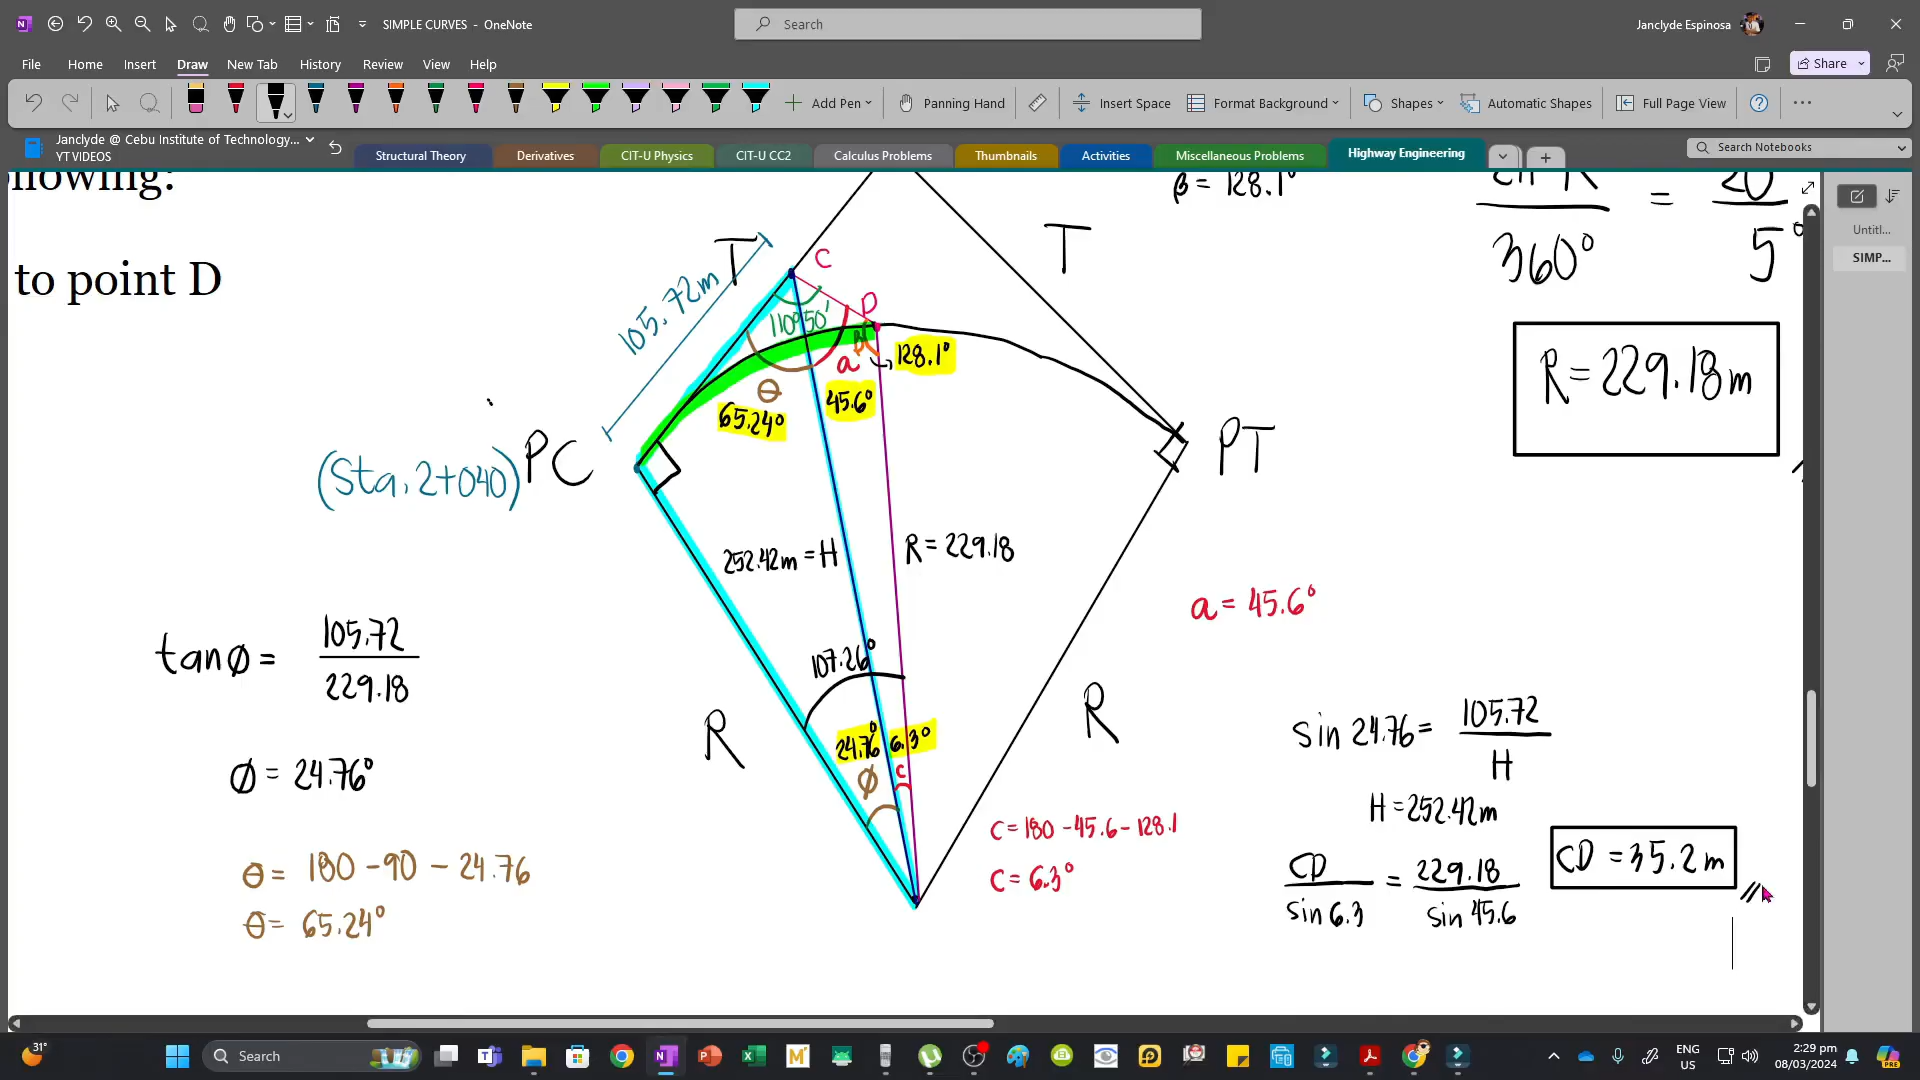 SIMPLE CURVES - OneNote
Search
Janclyde Espinosa
File Home Insert Draw New Tab History Review View Help
Share
Add Pen
Panning Hand
Insert Space
Format Background
Shapes
Automatic Shapes
Full Page View
Janclyde @ Cebu Institute of Technology...
YT VIDEOS
Structural Theory
Derivatives
CIT-U Physics
CIT-U CC2
Calculus Problems
Thumbnails
Activities
Miscellaneous Problems
Highway Engineering
Search Notebooks
Untitl...
SIMP...
to point D
β = 128.1°
360°
=
20
5°
R = 229.18 m
T
T
C
D
105.72 m
110°50'
β
a
128.1°
θ
65.24°
45.6°
(Sta. 2+040) PC
PT
252.42 m = H
R = 229.18
a = 45.6°
107.26°
R
R
24.76°
6.3°
φ
c
tan φ = 105.72
229.18
φ = 24.76°
θ = 180 - 90 - 24.76
θ = 65.24°
C = 180 - 45.6 - 128.1
C = 6.3°
sin 24.76 = 105.72
H
H = 252.42 m
CD
sin 6.3
= 229.18
sin 45.6
CD = 35.2 m
31°
Search
ENG
US
2:29 pm
08/03/2024